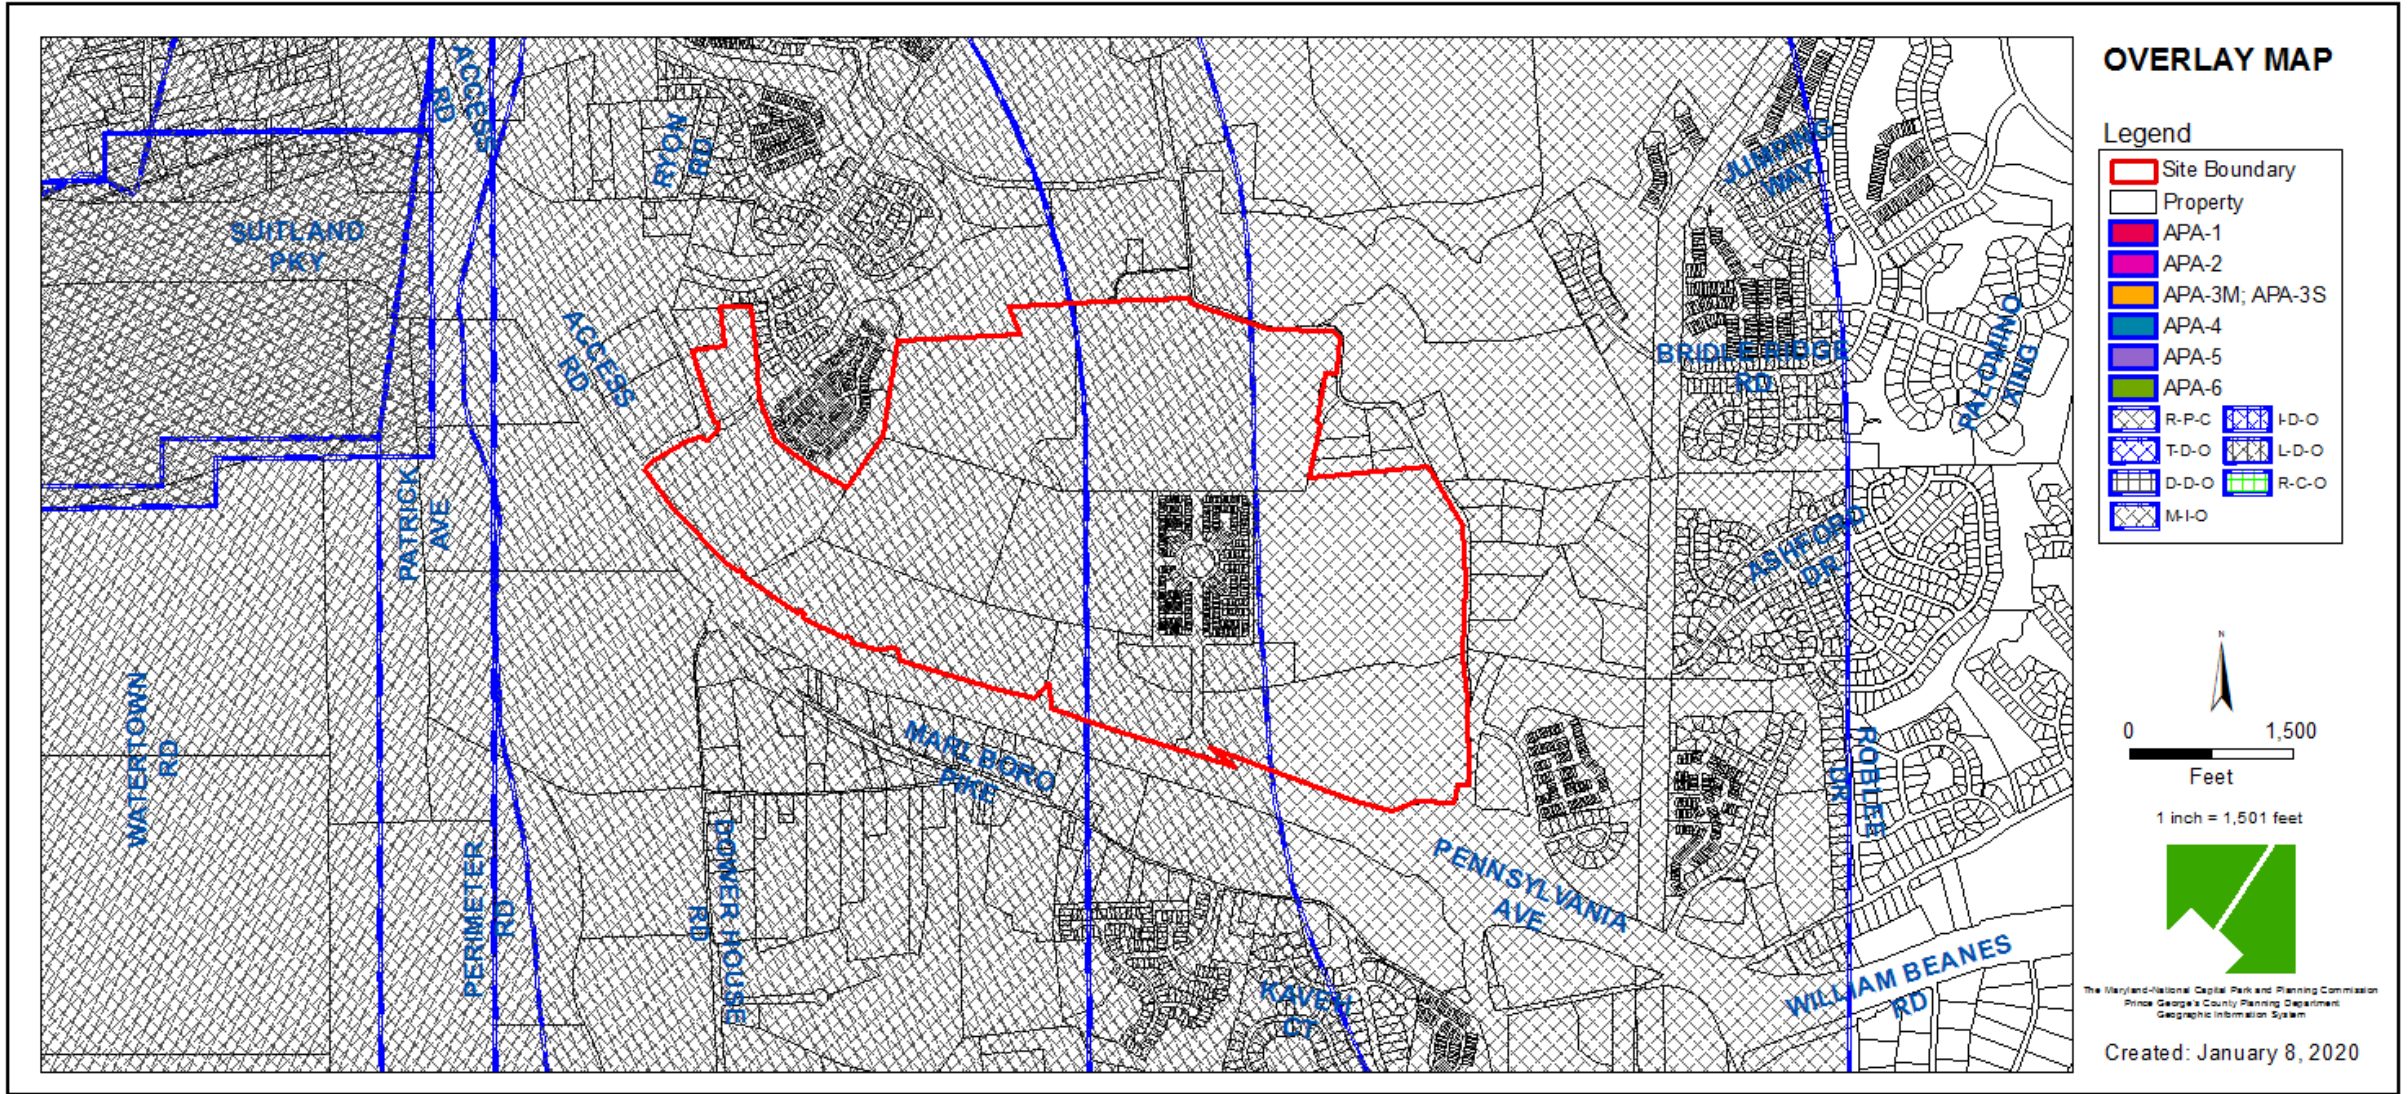 OVERLAY MAP
Legend
Site Boundary
Property
APA-1
APA-2
APA-3M; APA-3S
APA-4
APA-5
APA-6
R-P-C
I-D-O
T-D-O
L-D-O
D-D-O
R-C-O
M-I-O
N
0 1,500
Feet
1 inch = 1,501 feet
The Maryland-National Capital Park and Planning Commission
Prince George's County Planning Department
Geographic Information System
Created: January 8, 2020
ACCESS
RD
RYON
RD
JUMPING
WAY
SUITLAND
PKY
ACCESS
RD
BRIDLE RIDGE
RD
PALOMINO
XING
PATRICK
AVE
ASHFORD
DR
WATERTOWN
RD
MARLBORO
PIKE
ROBLEE
DR
PERIMETER
RD
DOWER HOUSE
RD
PENNSYLVANIA
AVE
KAVEH
CT
WILLIAM BEANES
RD